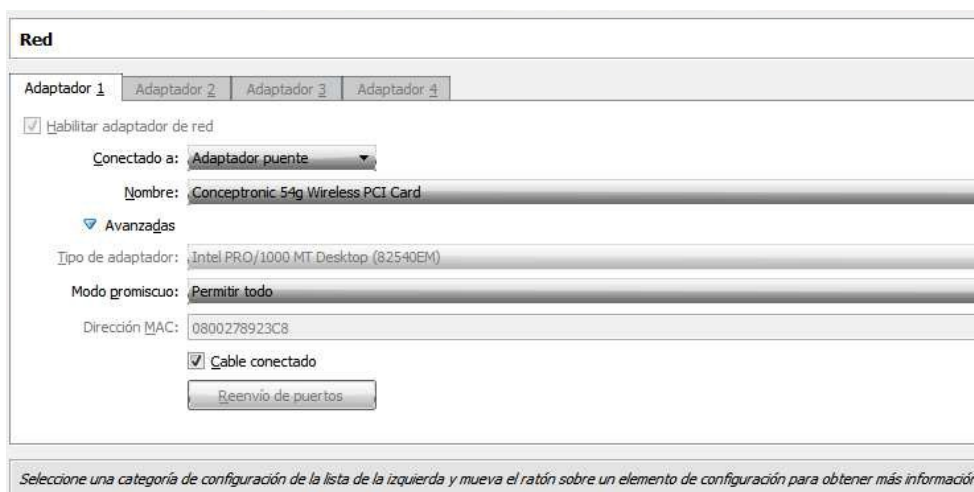 Red
Adaptador 1 Adaptador 2 Adaptador 3 Adaptador 4
Habilitar adaptador de red
Conectado a: Adaptador puente
Nombre: Conceptronic 54g Wireless PCI Card
Avanzadas
Tipo de adaptador: Intel PRO/1000 MT Desktop (82540EM)
Modo promiscuo: Permitir todo
Dirección MAC: 0800278923C8
Cable conectado
Reenvío de puertos
Seleccione una categoría de configuración de la lista de la izquierda y mueva el ratón sobre un elemento de configuración para obtener más informació